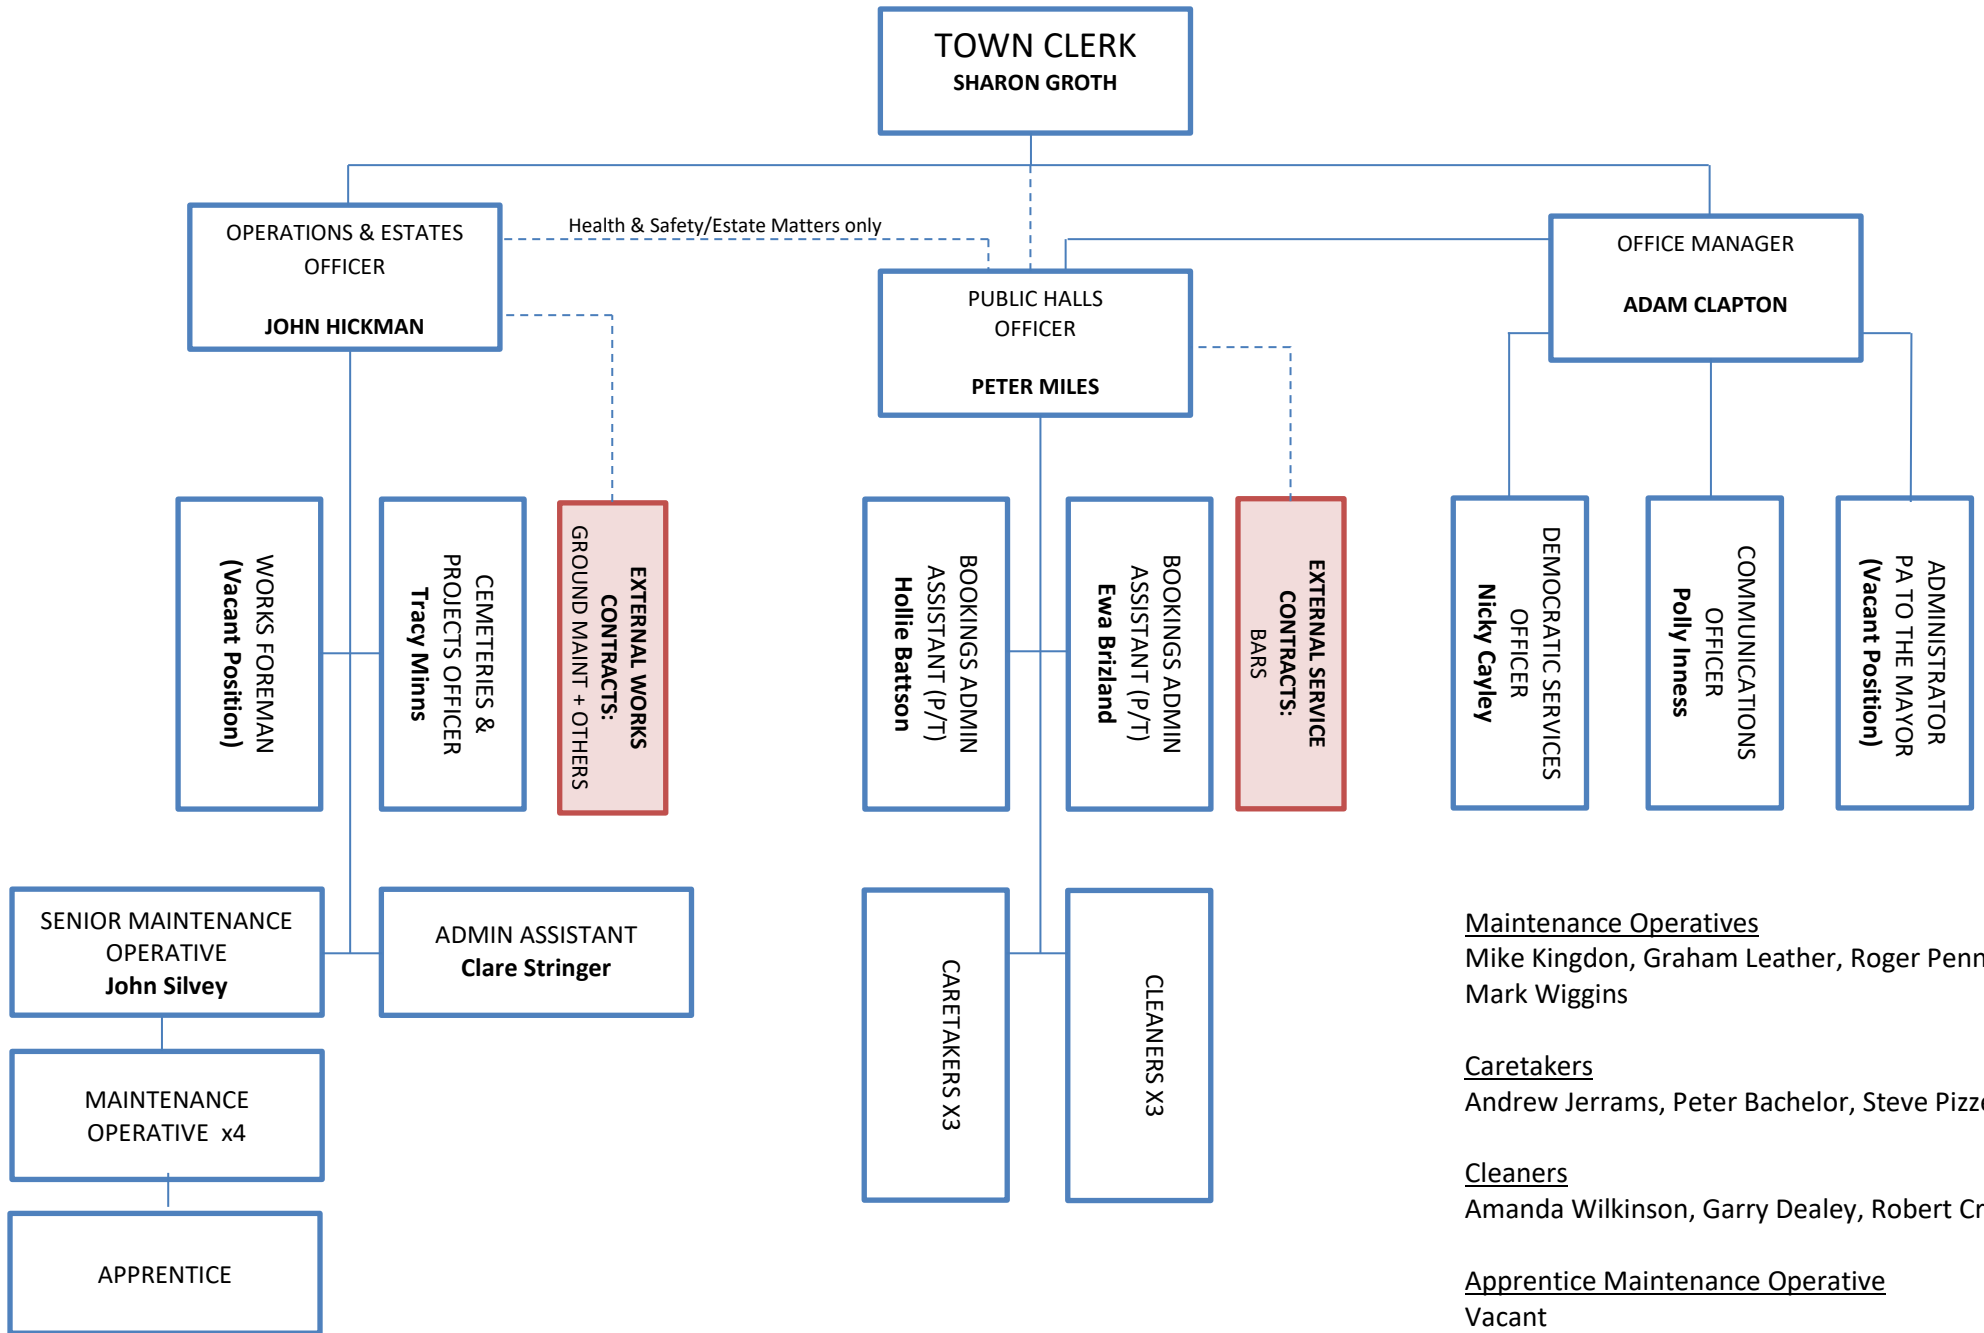 TOWN CLERK
SHARON GROTH
OPERATIONS & ESTATES
OFFICER
JOHN HICKMAN
Health & Safety/Estate Matters only
PUBLIC HALLS
OFFICER
PETER MILES
OFFICE MANAGER
ADAM CLAPTON
WORKS FOREMAN
(Vacant Position)
CEMETERIES &
PROJECTS OFFICER
Tracy Minns
EXTERNAL WORKS
CONTRACTS:
GROUND MAINT + OTHERS
BOOKINGS ADMIN
ASSISTANT (P/T)
Hollie Battson
BOOKINGS ADMIN
ASSISTANT (P/T)
Ewa Brizland
EXTERNAL SERVICE
CONTRACTS:
BARS
DEMOCRATIC SERVICES
OFFICER
Nicky Cayley
COMMUNICATIONS
OFFICER
Polly Inness
ADMINISTRATOR
PA TO THE MAYOR
(Vacant Position)
SENIOR MAINTENANCE
OPERATIVE
John Silvey
ADMIN ASSISTANT
Clare Stringer
MAINTENANCE
OPERATIVE x4
APPRENTICE
CARETAKERS X3
CLEANERS X3
Maintenance Operatives
Mike Kingdon, Graham Leather, Roger Penn
Mark Wiggins
Caretakers
Andrew Jerrams, Peter Bachelor, Steve
Cleaners
Amanda Wilkinson, Garry Dealey, Robert
Apprentice Maintenance Operative
Vacant